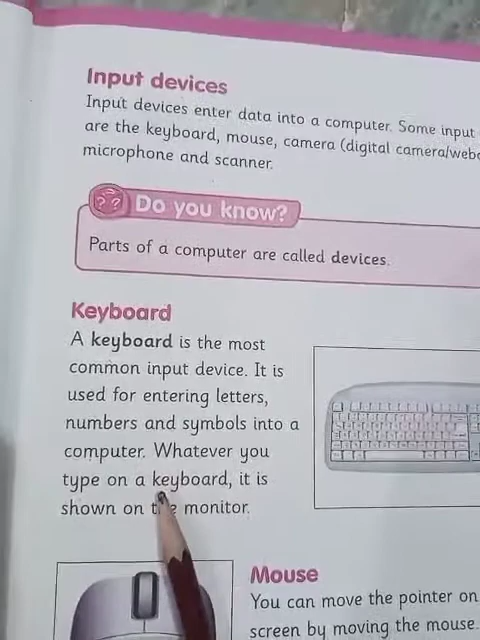 Input devices
Input devices enter data into a computer. Some input
are the keyboard, mouse, camera (digital camera/webc
microphone and scanner.
? ?
Do you know?
Parts of a computer are called devices.
Keyboard
A keyboard is the most
common input device. It is
used for entering letters,
numbers and symbols into a
computer. Whatever you
type on a keyboard, it is
shown on the monitor.
Mouse
You can move the pointer on
screen by moving the mouse.